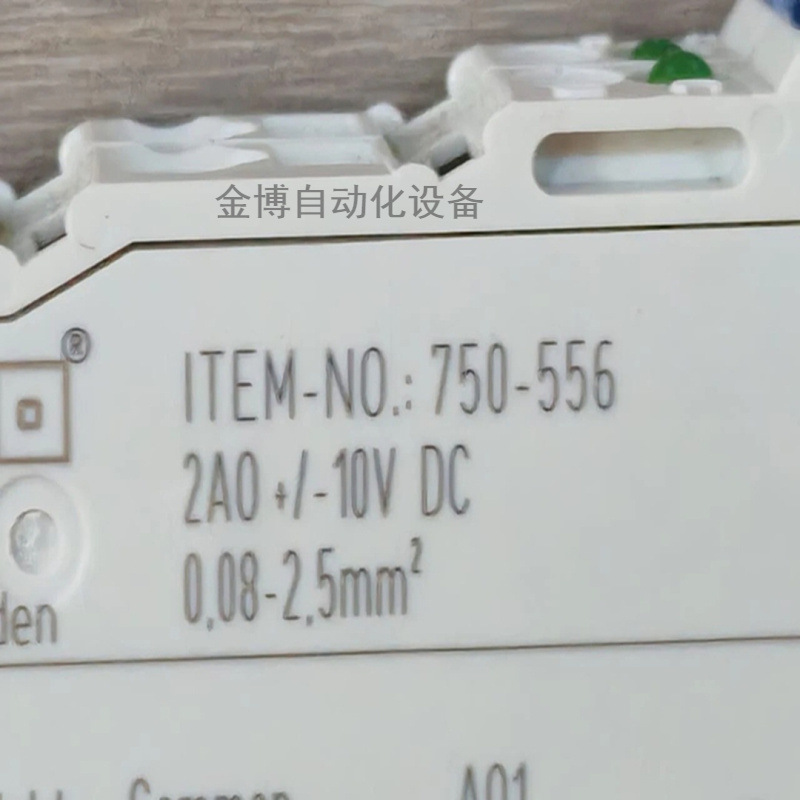 金博自动化设备
®
ITEM-NO.: 750-556
2AO +/-10V DC
0,08-2,5mm²
den
Common
AO1